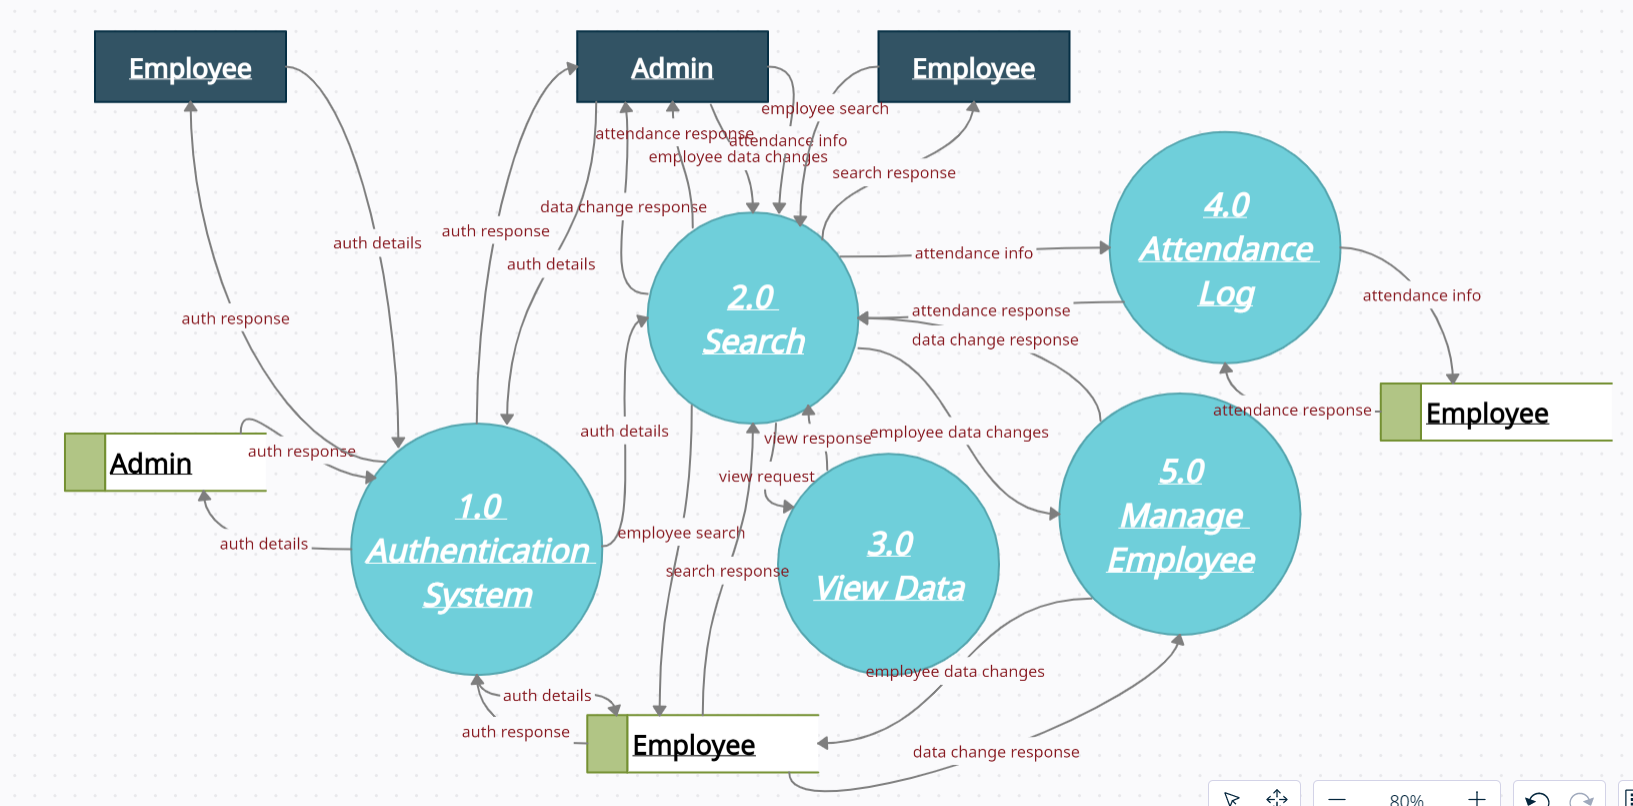 Employee
Admin
Employee
employee search
attendance response
attendance info
employee data changes
search response
4.0
Attendance
Log
data change response
auth response
auth details
auth details
attendance info
attendance info
2.0
Search
attendance response
data change response
auth response
attendance response
Employee
auth details
view response
employee data changes
auth response
Admin
view request
5.0
Manage
Employee
1.0
Authentication
System
employee search
auth details
3.0
View Data
search response
employee data changes
auth details
auth response
Employee
data change response
80%